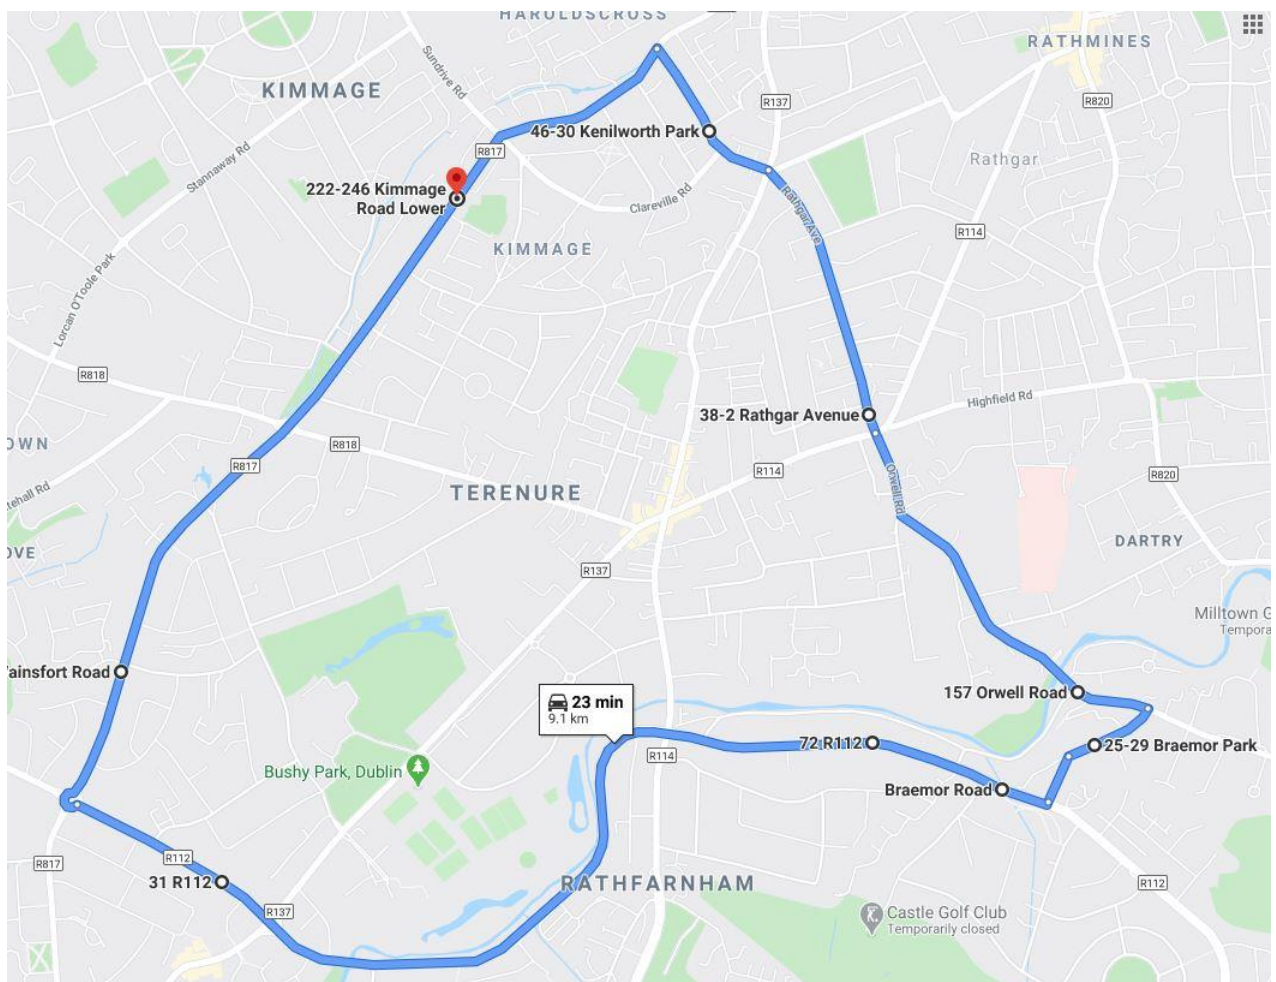 HAROLDSCROSS
RATHMINES
KIMMAGE
Sundrive Rd
R137
R820
46-30 Kenilworth Park
R817
Stannaway Rd
Rathgar
222-246 Kimmage
Road Lower
Clareville Rd
Rathgar Ave
R114
KIMMAGE
Lorcan O'Toole Park
R818
Highfield Rd
38-2 Rathgar Avenue
OWN
R818
R817
R114
Orwell Rd
R820
TERENURE
tehall Rd
DARTRY
OVE
R137
Milltown G
Tempora
ainsfort Road
157 Orwell Road
23 min
9.1 km
72 R112
25-29 Braemor Park
R114
Bushy Park, Dublin
Braemor Road
R112
R817
31 R112
RATHFARNHAM
R112
R137
Castle Golf Club
Temporarily closed